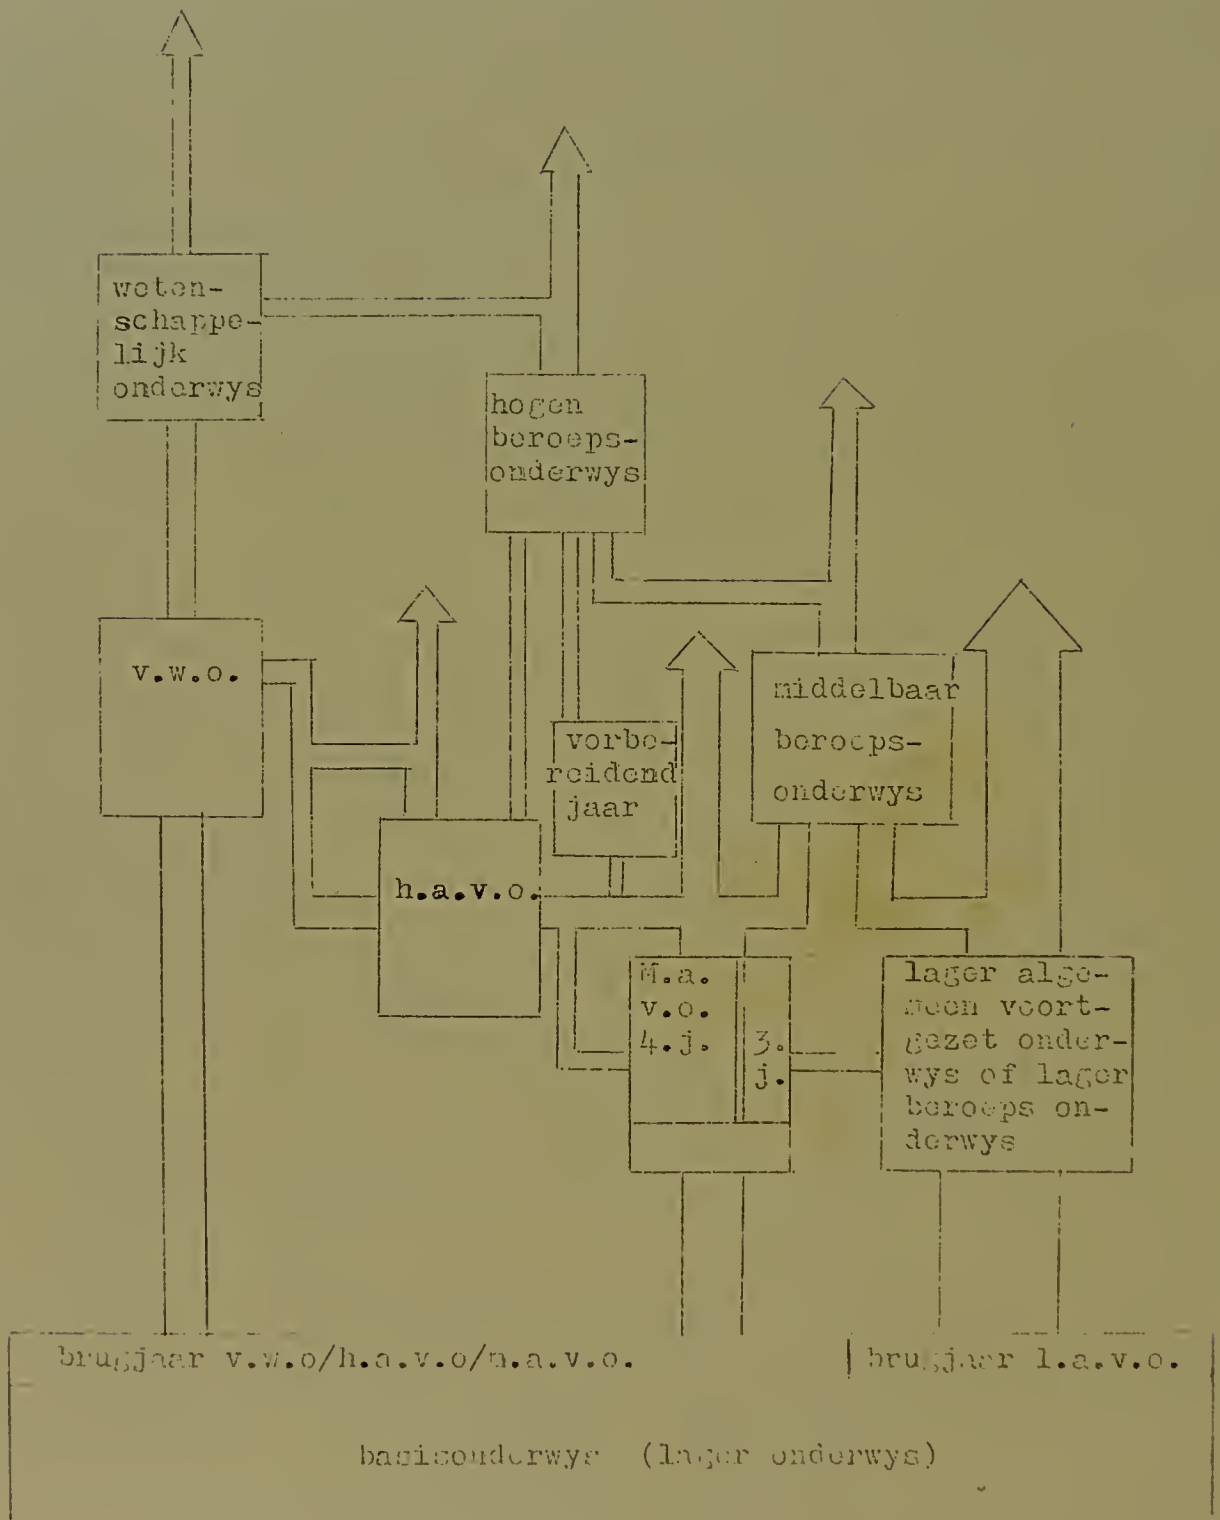 weten-
schappe-
lijk
onderwys
hogen
beroeps-
onderwys
v.w.o.
vorbe-
reidend
jaar
middelbaar
beroeps-
onderwys
h.a.v.o.
M.a.
v.o.
4.j.
3.
j.
lager alge-
meen voort-
gezet onder-
wys of lager
beroeps on-
derwys
brugjaar v.w.o/h.a.v.o/m.a.v.o.
brugjaar l.a.v.o.
basisonderwys (lager onderwys)